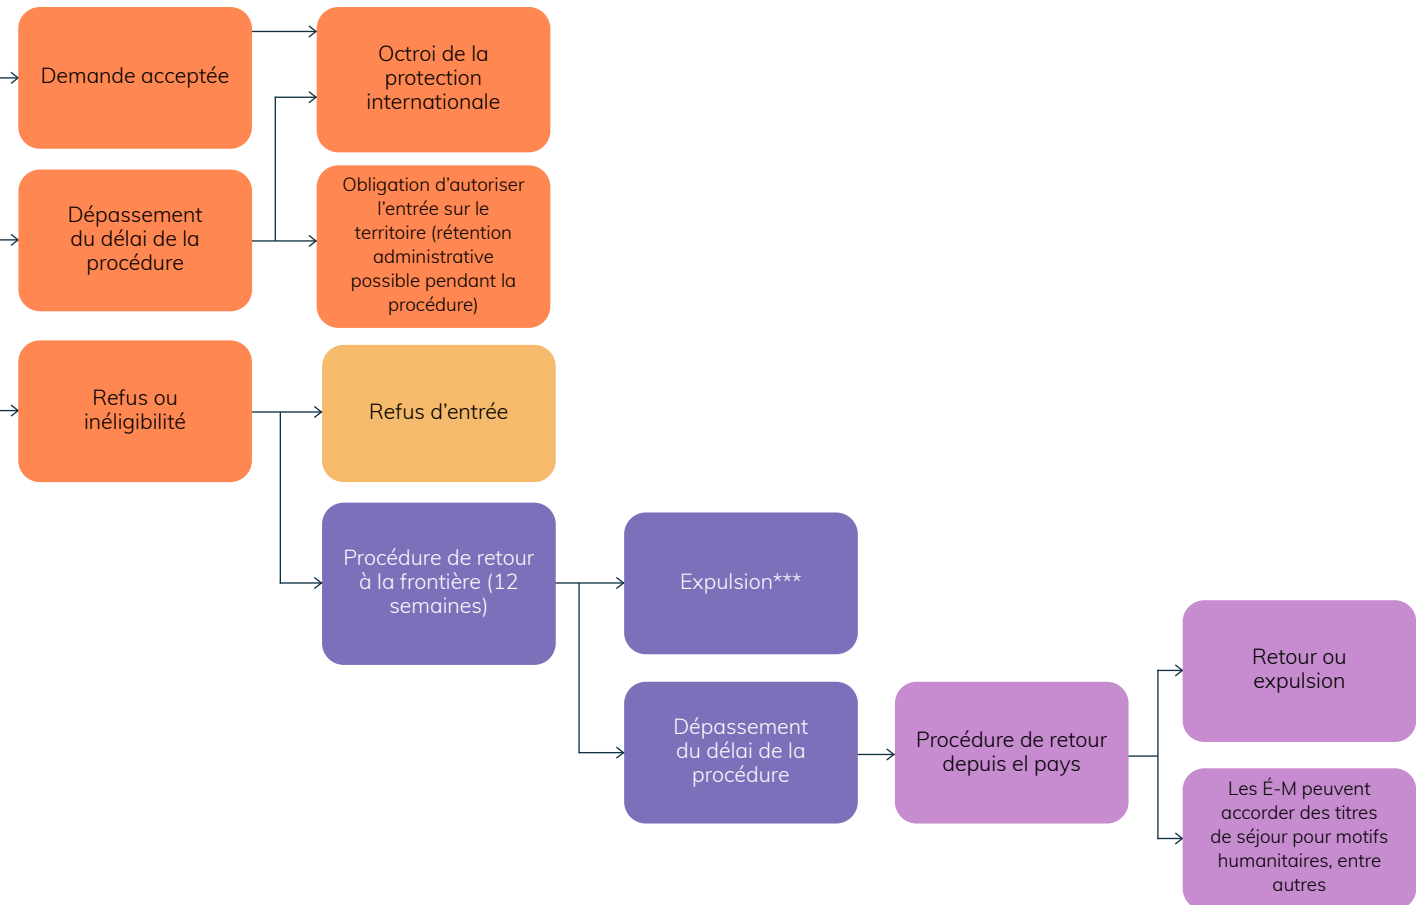 Demande acceptée
Octroi de la
protection
internationale
Dépassement
du délai de la
procédure
Obligation d’autoriser
l’entrée sur le
territoire (rétention
administrative
possible pendant la
procédure)
Refus ou
inéligibilité
Refus d’entrée
Procédure de retour
à la frontière (12
semaines)
Expulsion***
Dépassement
du délai de la
procédure
Procédure de retour
depuis el pays
Retour ou
expulsion
Les É-M peuvent
accorder des titres
de séjour pour motifs
humanitaires, entre
autres